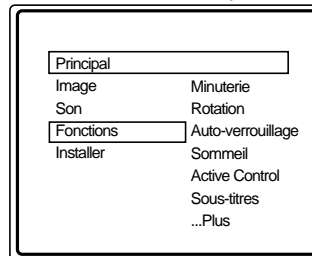 Principal
Image
Son
Fonctions
Installer
Minuterie
Rotation
Auto-verrouillage
Sommeil
Active Control
Sous-titres
...Plus